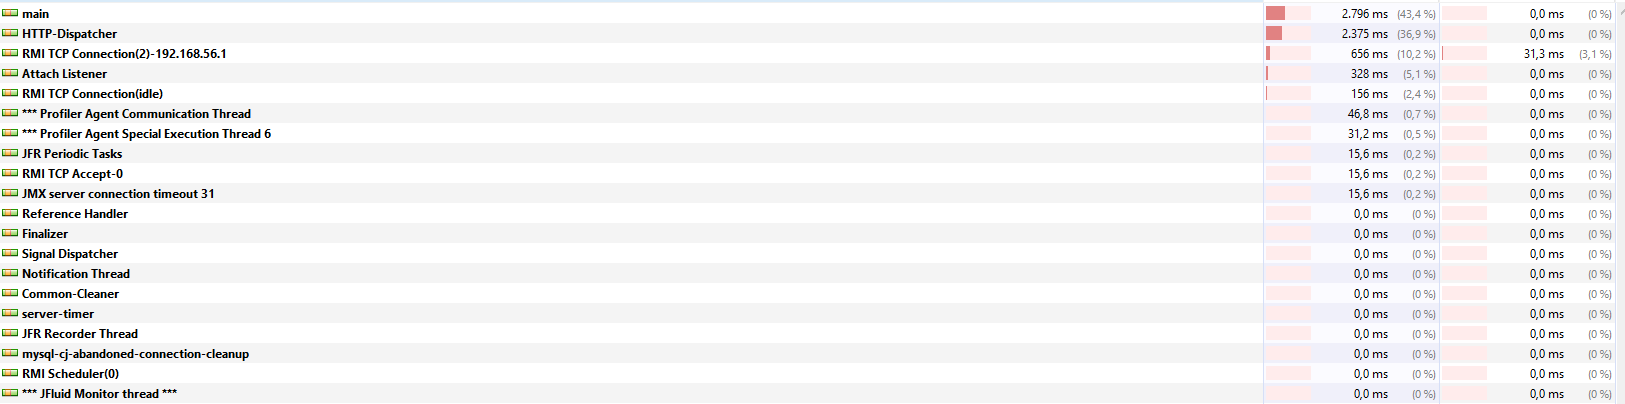 main 2.796 ms (43,4 %) 0,0 ms (0 %)
HTTP-Dispatcher 2.375 ms (36,9 %) 0,0 ms (0 %)
RMI TCP Connection(2)-192.168.56.1 656 ms (10,2 %) 31,3 ms (3,1 %)
Attach Listener 328 ms (5,1 %) 0,0 ms (0 %)
RMI TCP Connection(idle) 156 ms (2,4 %) 0,0 ms (0 %)
*** Profiler Agent Communication Thread 46,8 ms (0,7 %) 0,0 ms (0 %)
*** Profiler Agent Special Execution Thread 6 31,2 ms (0,5 %) 0,0 ms (0 %)
JFR Periodic Tasks 15,6 ms (0,2 %) 0,0 ms (0 %)
RMI TCP Accept-0 15,6 ms (0,2 %) 0,0 ms (0 %)
JMX server connection timeout 31 15,6 ms (0,2 %) 0,0 ms (0 %)
Reference Handler 0,0 ms (0 %) 0,0 ms (0 %)
Finalizer 0,0 ms (0 %) 0,0 ms (0 %)
Signal Dispatcher 0,0 ms (0 %) 0,0 ms (0 %)
Notification Thread 0,0 ms (0 %) 0,0 ms (0 %)
Common-Cleaner 0,0 ms (0 %) 0,0 ms (0 %)
server-timer 0,0 ms (0 %) 0,0 ms (0 %)
JFR Recorder Thread 0,0 ms (0 %) 0,0 ms (0 %)
mysql-cj-abandoned-connection-cleanup 0,0 ms (0 %) 0,0 ms (0 %)
RMI Scheduler(0) 0,0 ms (0 %) 0,0 ms (0 %)
*** JFluid Monitor thread *** 0,0 ms (0 %) 0,0 ms (0 %)